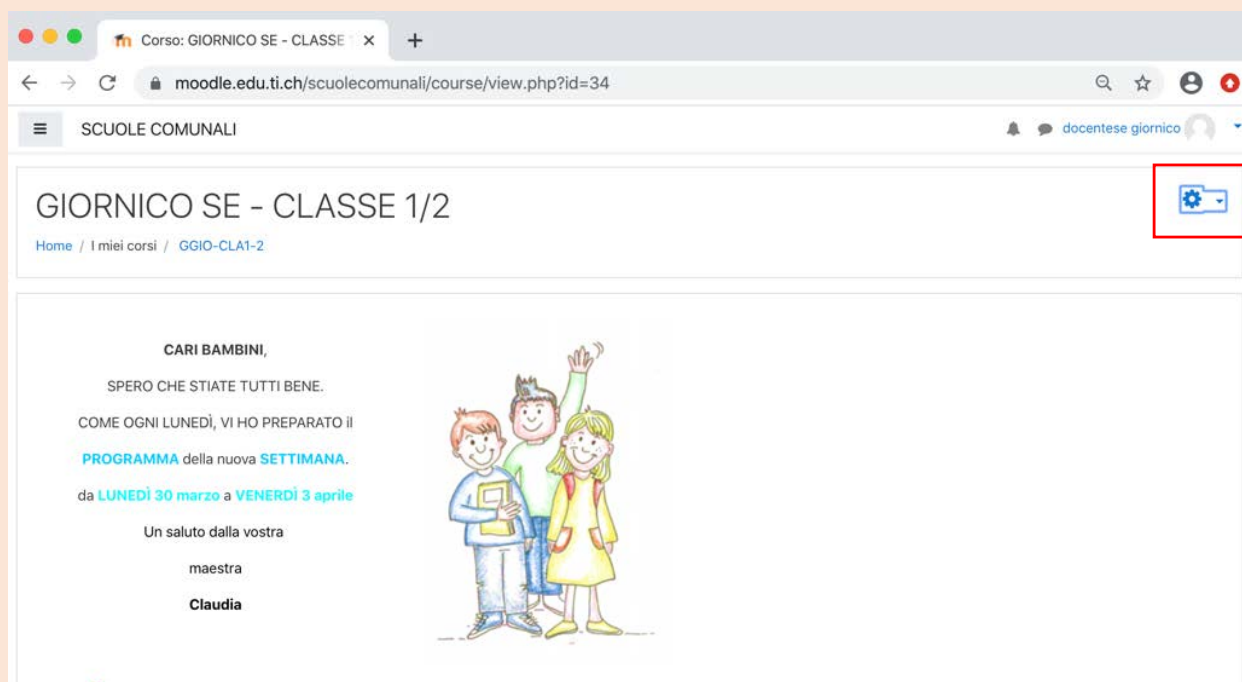 Corso: GIORNICO SE - CLASSE
moodle.edu.ti.ch/scuolecomunali/course/view.php?id=34
SCUOLE COMUNALI
docentese giornico
GIORNICO SE - CLASSE 1/2
Home / I miei corsi / GGIO-CLA1-2
CARI BAMBINI,
SPERO CHE STIATE TUTTI BENE.
COME OGNI LUNEDÌ, VI HO PREPARATO il
PROGRAMMA della nuova SETTIMANA.
da LUNEDÌ 30 marzo a VENERDÌ 3 aprile
Un saluto dalla vostra
maestra
Claudia